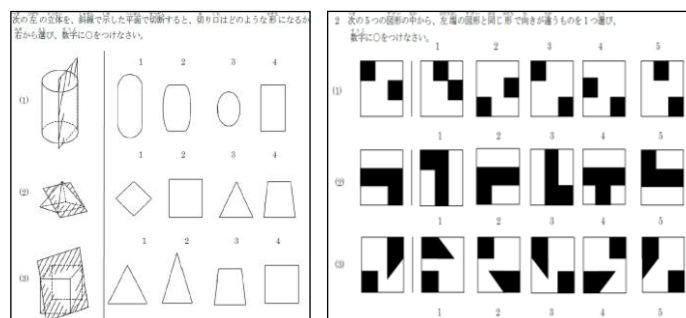 次の左の立体を、斜線で示した平面で切断すると、切り口はどのような形になるか
右から選び、数字に○をつけなさい。
1 2 3 4
(1)
1 2 3 4
(2)
1 2 3 4
(3)
2 次の5つの図形の中から、左端の図形と同じ形で向きが違うものを1つ選び、
数字に○をつけなさい。
1 2 3 4 5
(1)
1 2 3 4 5
(2)
1 2 3 4 5
(3)
1 2 3 4 5